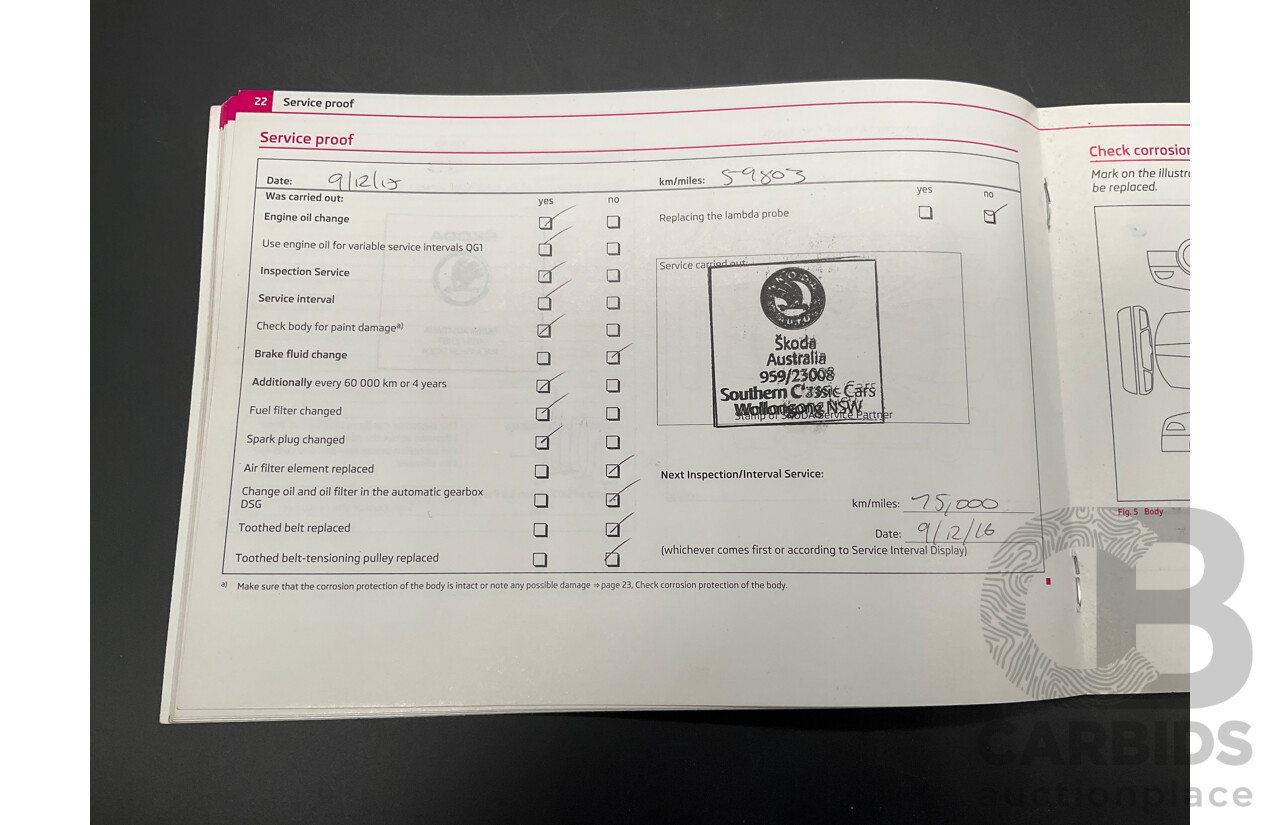 22 Service proof
Service proof
Date: 9/12/15 km/miles: 59803
Was carried out: yes no
yes no
Engine oil change
Replacing the lambda probe
Use engine oil for variable service intervals QG1
Inspection Service
Service carried out:
Service interval
Check body for paint damage a)
Brake fluid change
Additionally every 60 000 km or 4 years
Fuel filter changed
Spark plug changed
Air filter element replaced
Change oil and oil filter in the automatic gearbox
DSG
Toothed belt replaced
Toothed belt-tensioning pulley replaced
ŠKODA
AUTO
Škoda
Australia
959/23008
Southern Classic Cars
Wollongong NSW
Stamp of ŠKODA Service Partner
Next Inspection/Interval Service:
km/miles: 75,000
Date: 9/12/16
(whichever comes first or according to Service Interval Display)
a) Make sure that the corrosion protection of the body is intact or note any possible damage ⇒ page 23, Check corrosion protection of the body.
Check corrosion
Mark on the illustr
be replaced.
Fig. 5 Body
CB
CARBIDS
auctionplace